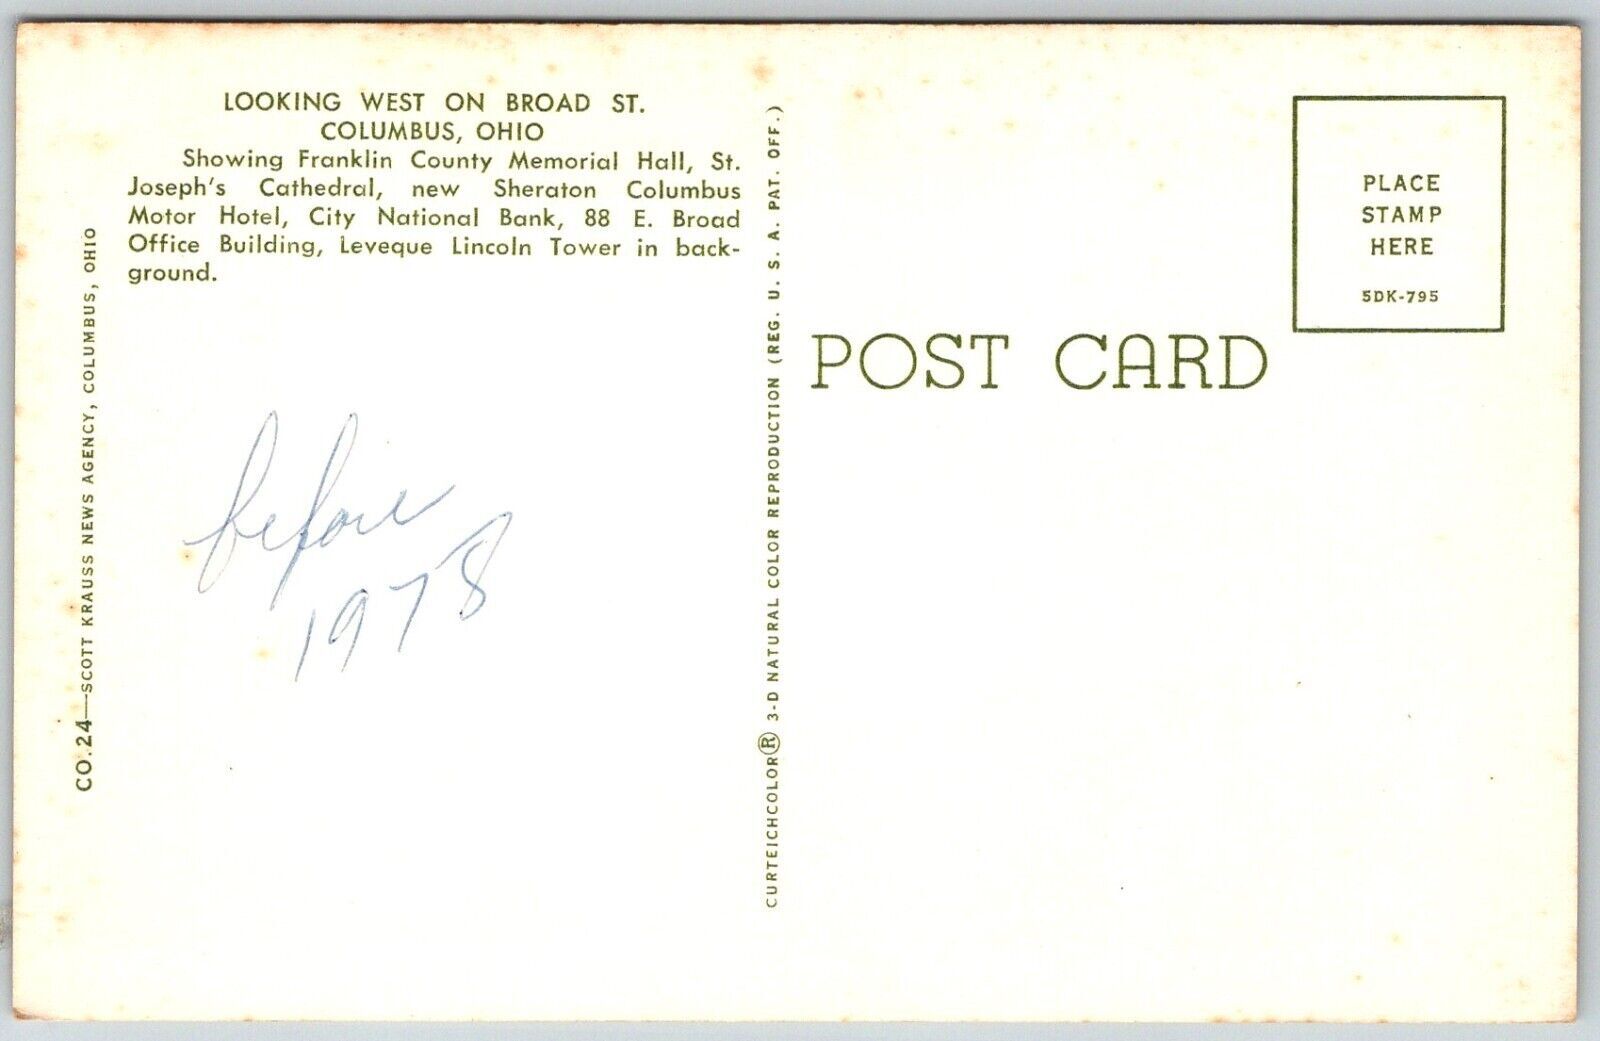 LOOKING WEST ON BROAD ST.
COLUMBUS, OHIO
Showing Franklin County Memorial Hall, St.
Joseph's Cathedral, new Sheraton Columbus
Motor Hotel, City National Bank, 88 E. Broad
Office Building, Leveque Lincoln Tower in back-
ground.
CO.24—SCOTT KRAUSS NEWS AGENCY, COLUMBUS, OHIO
before
1978
CURTEICHCOLOR® 3-D NATURAL COLOR REPRODUCTION (REG. U. S. A. PAT. OFF.)
POST CARD
PLACE
STAMP
HERE
5DK-795